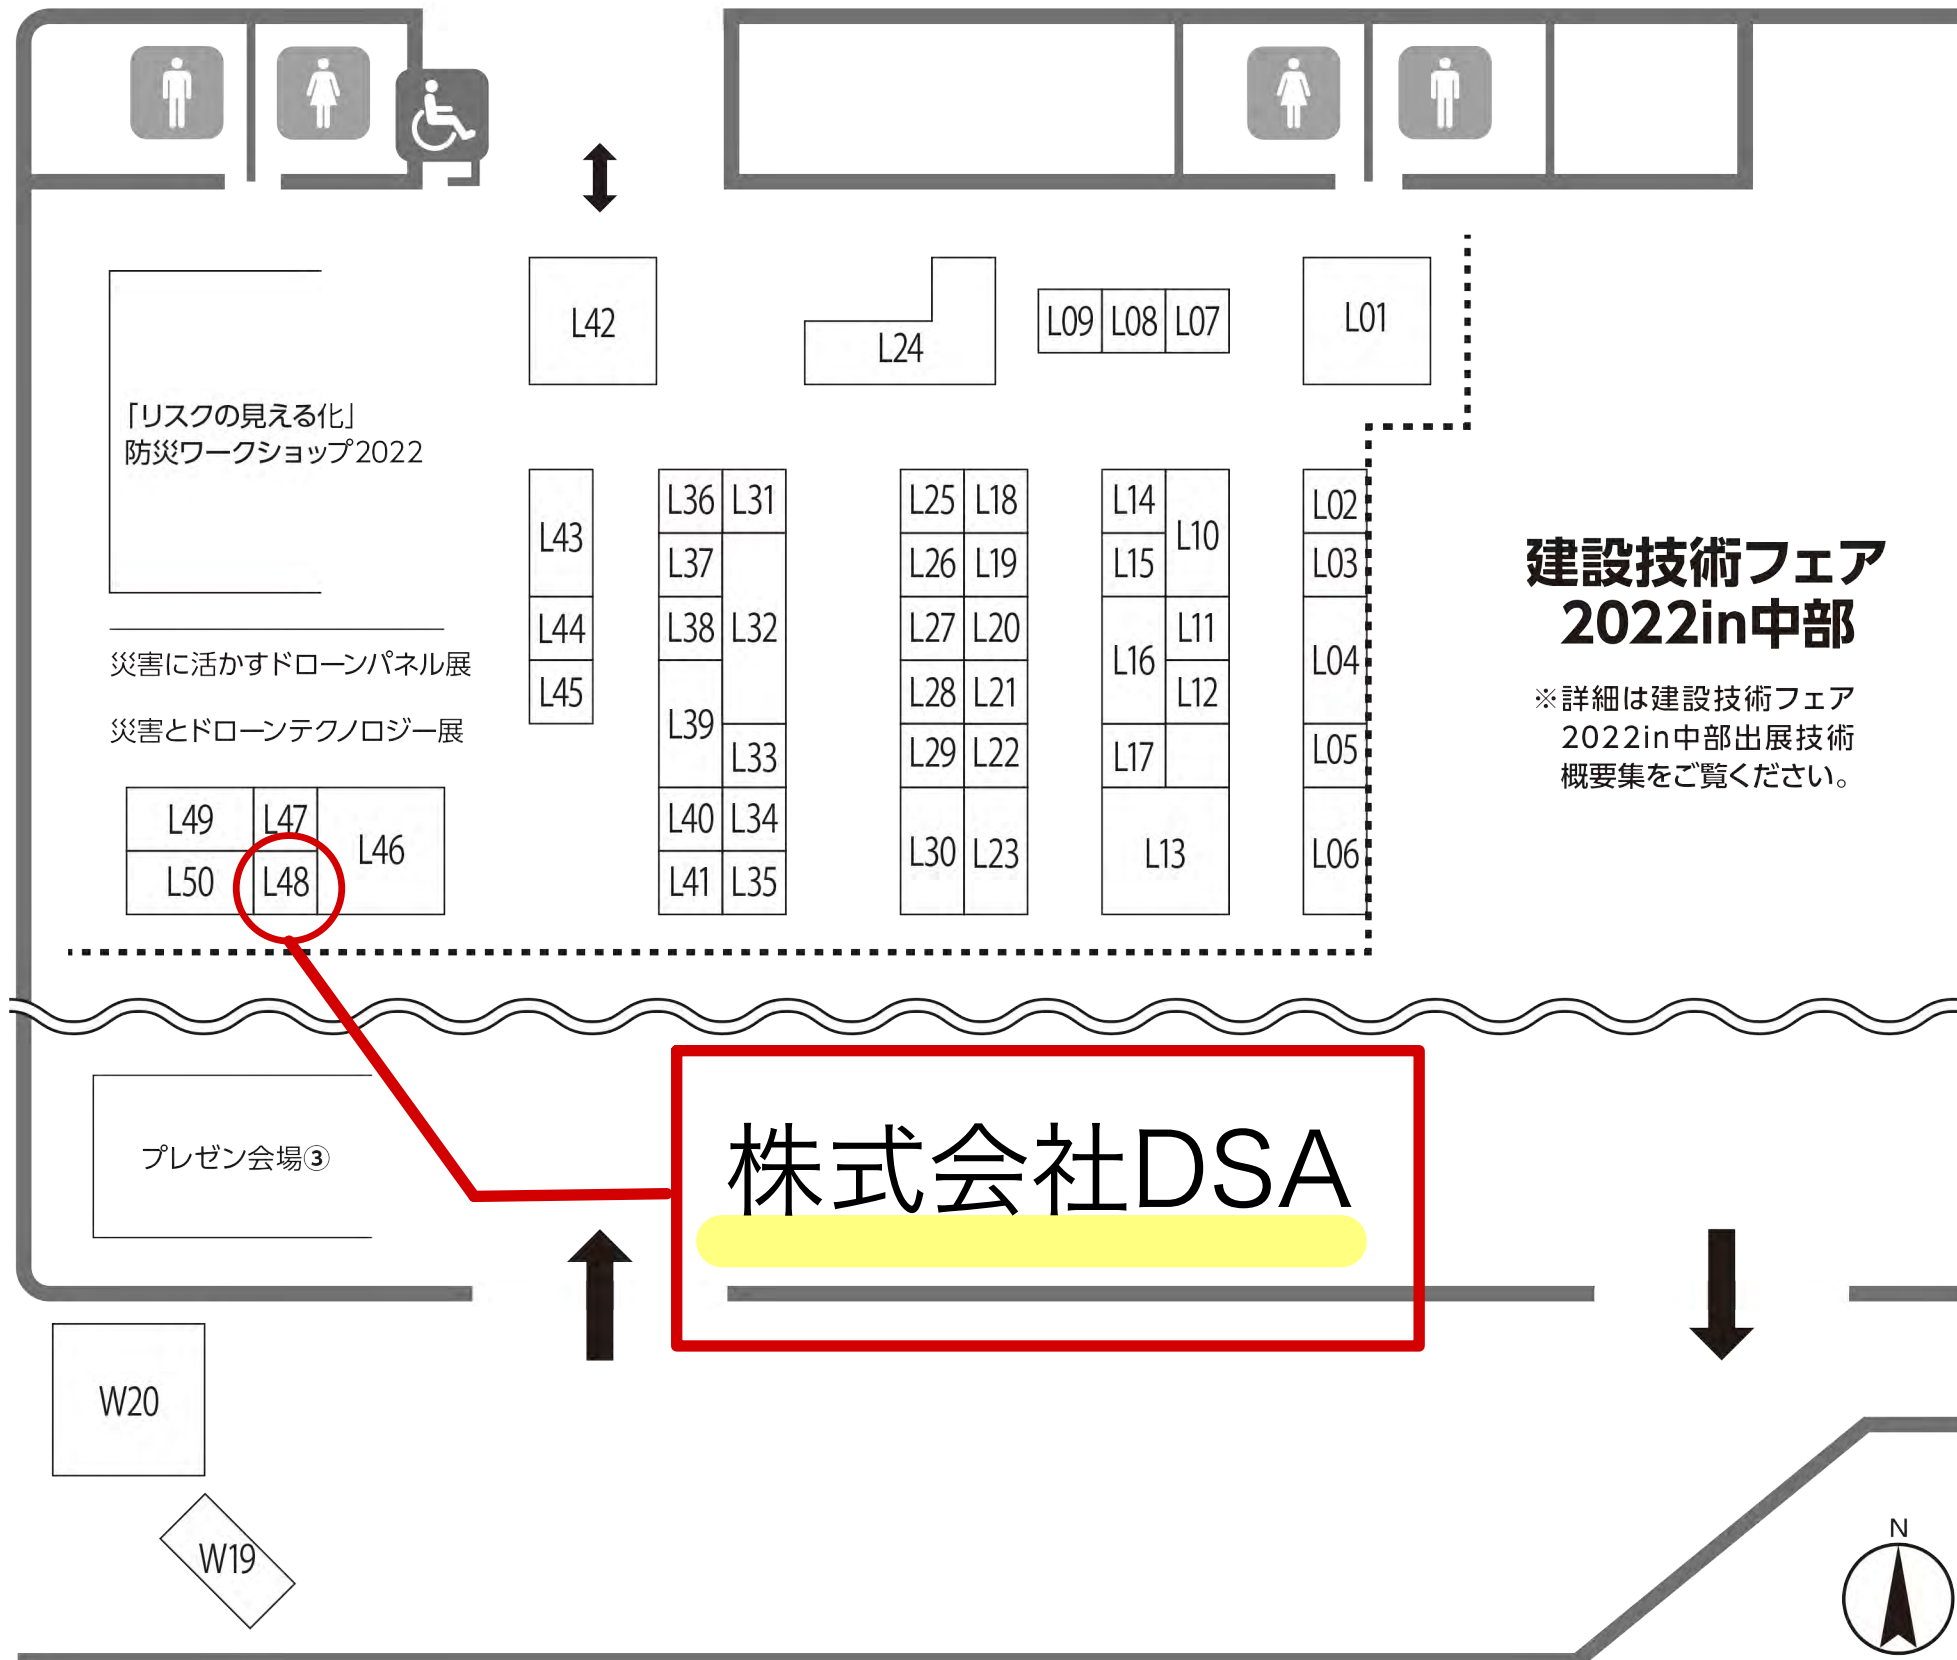 L42
L24
L09 L08 L07
L01
「リスクの見える化」
防災ワークショップ2022
L43
L44
L45
L36 L31
L37
L38 L32
L39
L33
L40 L34
L41 L35
L25 L18
L26 L19
L27 L20
L28 L21
L29 L22
L30 L23
L14
L10
L15
L11
L16
L12
L17
L13
L02
L03
L04
L05
L06
建設技術フェア
2022in中部
※詳細は建設技術フェア
2022in中部出展技術
概要集をご覧ください。
災害に活かすドローンパネル展
災害とドローンテクノロジー展
L49 L47
L46
L50 L48
プレゼン会場③
株式会社DSA
W20
W19
N